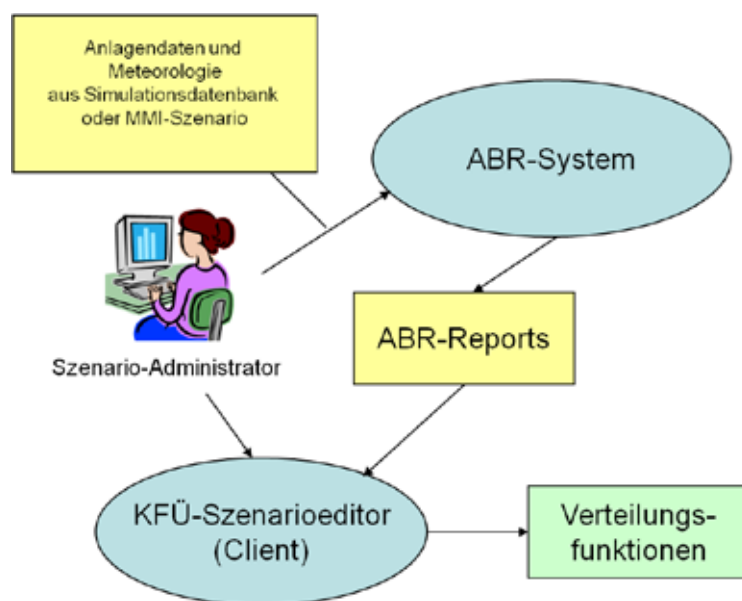 Anlagendaten und
Meteorologie
aus Simulationsdatenbank
oder MMI-Szenario
ABR-System
ABR-Reports
Szenario-Administrator
KFÜ-Szenarioeditor
(Client)
Verteilungs-
funktionen